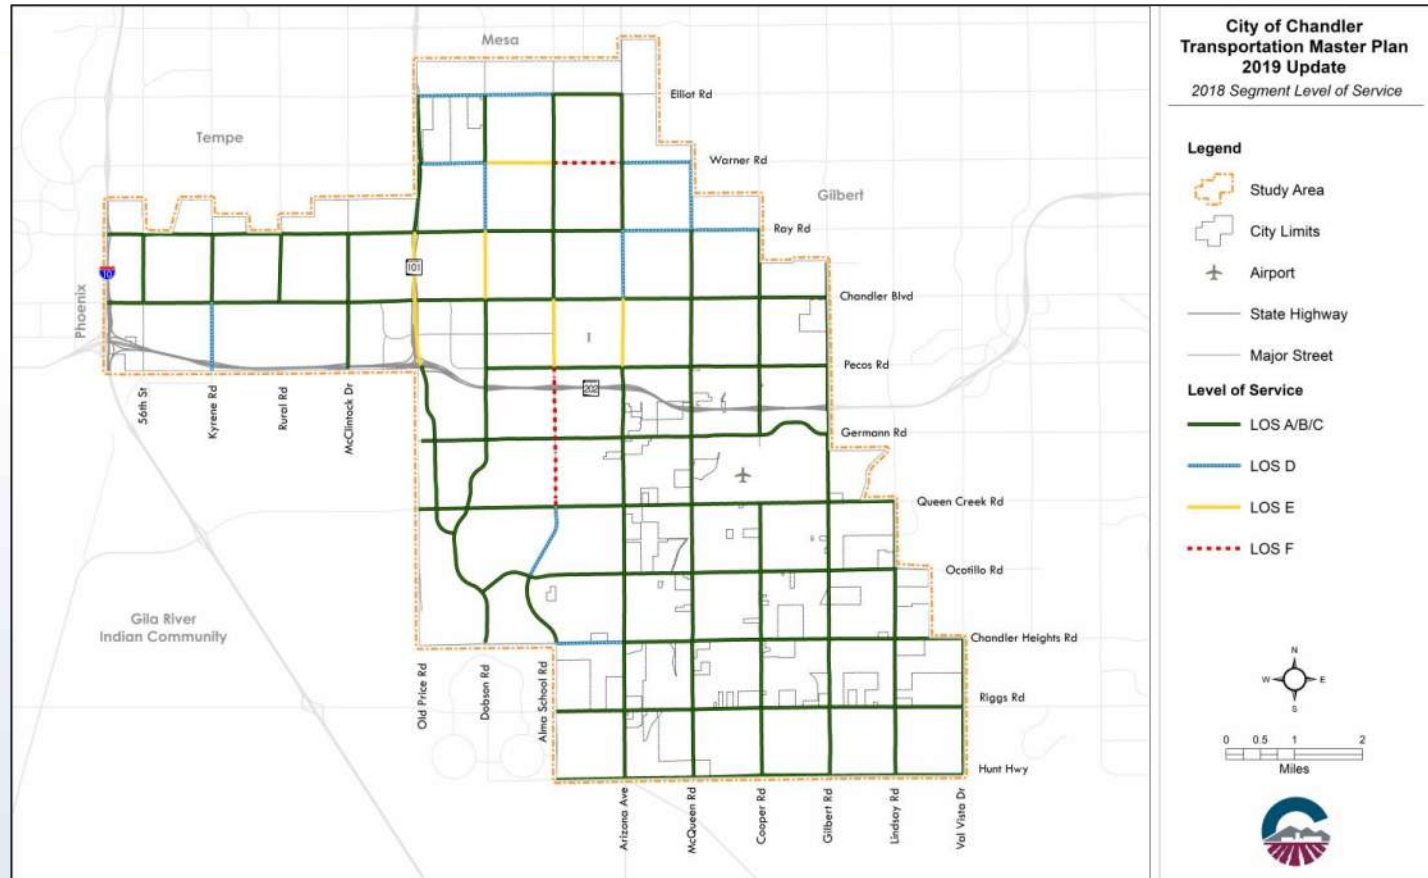 City of Chandler
Transportation Master Plan
2019 Update
2018 Segment Level of Service
Legend
Study Area
City Limits
Airport
State Highway
Major Street
Level of Service
LOS A/B/C
LOS D
LOS E
LOS F
N
W
E
S
0 0.5 1 2
Miles
Mesa
Tempe
Gilbert
Phoenix
Gila River
Indian Community
Elliot Rd
Warner Rd
Ray Rd
Chandler Blvd
Pecos Rd
Germann Rd
Queen Creek Rd
Ocotillo Rd
Chandler Heights Rd
Riggs Rd
Hunt Hwy
10
101
202
56th St
Kyrene Rd
Rural Rd
McClintock Dr
Old Price Rd
Dobson Rd
Alma School Rd
Arizona Ave
McQueen Rd
Cooper Rd
Gilbert Rd
Lindsay Rd
Val Vista Dr